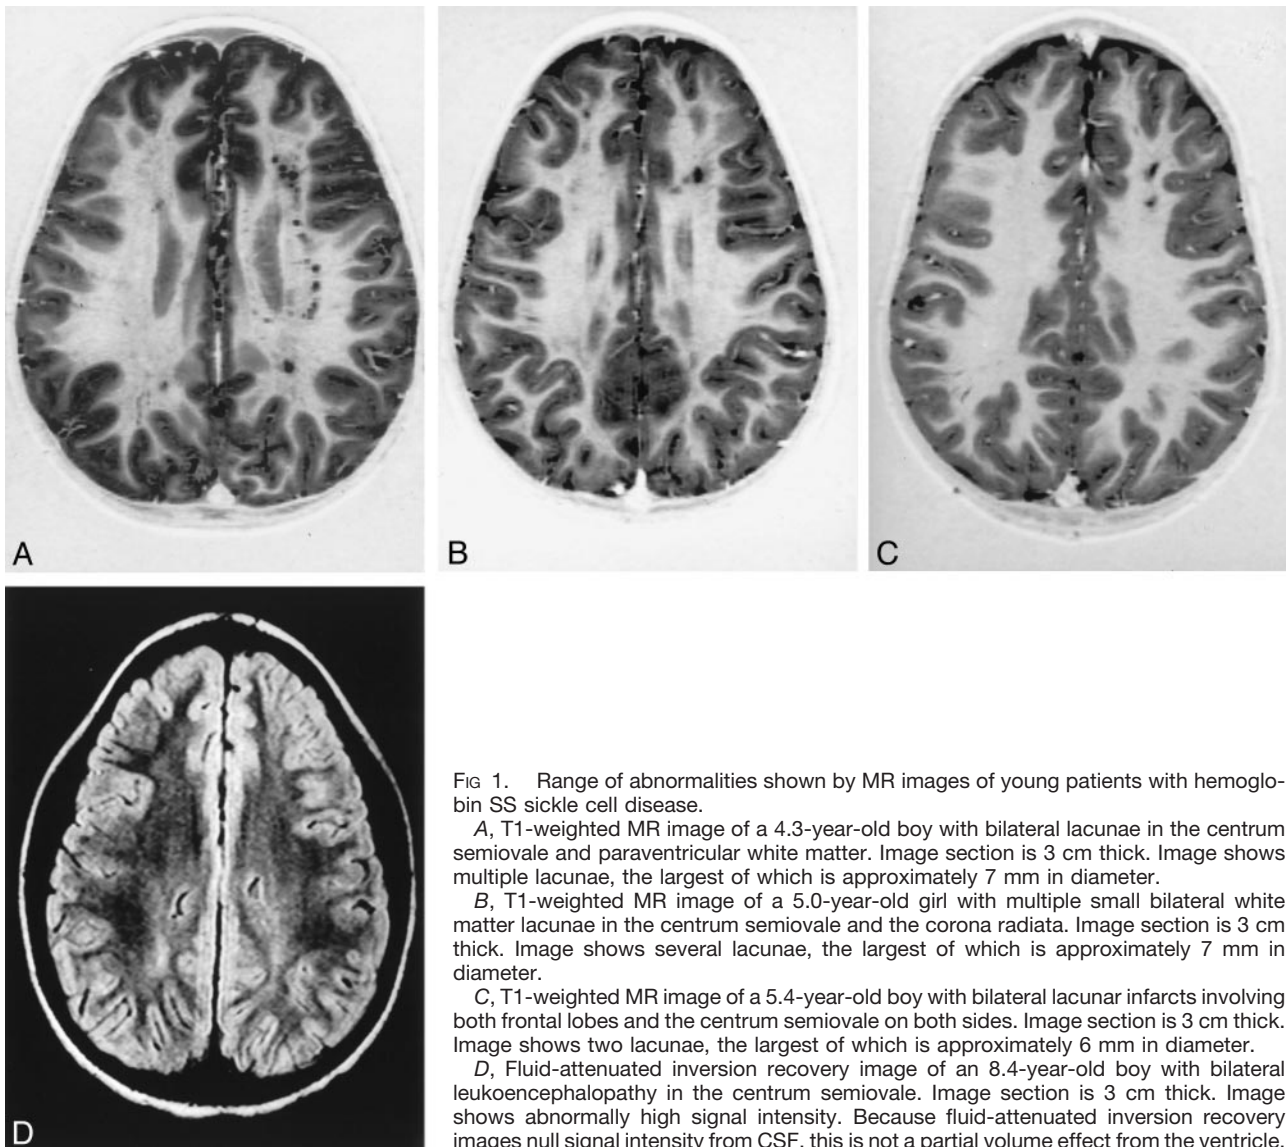 A
B
C
D
FIG 1. Range of abnormalities shown by MR images of young patients with hemoglo-
bin SS sickle cell disease.
A, T1-weighted MR image of a 4.3-year-old boy with bilateral lacunae in the centrum
semiovale and paraventricular white matter. Image section is 3 cm thick. Image shows
multiple lacunae, the largest of which is approximately 7 mm in diameter.
B, T1-weighted MR image of a 5.0-year-old girl with multiple small bilateral white
matter lacunae in the centrum semiovale and the corona radiata. Image section is 3 cm
thick. Image shows several lacunae, the largest of which is approximately 7 mm in
diameter.
C, T1-weighted MR image of a 5.4-year-old boy with bilateral lacunar infarcts involving
both frontal lobes and the centrum semiovale on both sides. Image section is 3 cm thick.
Image shows two lacunae, the largest of which is approximately 6 mm in diameter.
D, Fluid-attenuated inversion recovery image of an 8.4-year-old boy with bilateral
leukoencephalopathy in the centrum semiovale. Image section is 3 cm thick. Image
shows abnormally high signal intensity. Because fluid-attenuated inversion recovery
images null signal intensity from CSF, this is not a partial volume effect from the ventricle.